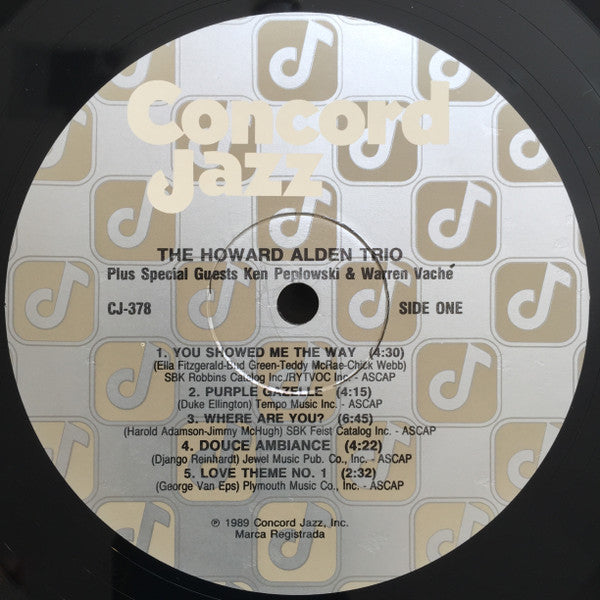 Concord
Jazz
THE HOWARD ALDEN TRIO
Plus Special Guests Ken Peplowski & Warren Vaché
CJ-378 SIDE ONE
1. YOU SHOWED ME THE WAY (4:30)
(Ella Fitzgerald-Bud Green-Teddy McRae-Chick Webb)
SBK Robbins Catalog Inc./RYTVOC Inc. - ASCAP
2. PURPLE GAZELLE (4:15)
(Duke Ellington) Tempo Music Inc. - ASCAP
3. WHERE ARE YOU? (6:45)
(Harold Adamson-Jimmy McHugh) SBK Feist Catalog Inc. - ASCAP
4. DOUCE AMBIANCE (4:22)
(Django Reinhardt) Jewel Music Pub. Co., Inc. - ASCAP
5. LOVE THEME NO. 1 (2:32)
(George Van Eps) Plymouth Music Co., Inc. - ASCAP
℗ 1989 Concord Jazz, Inc.
Marca Registrada